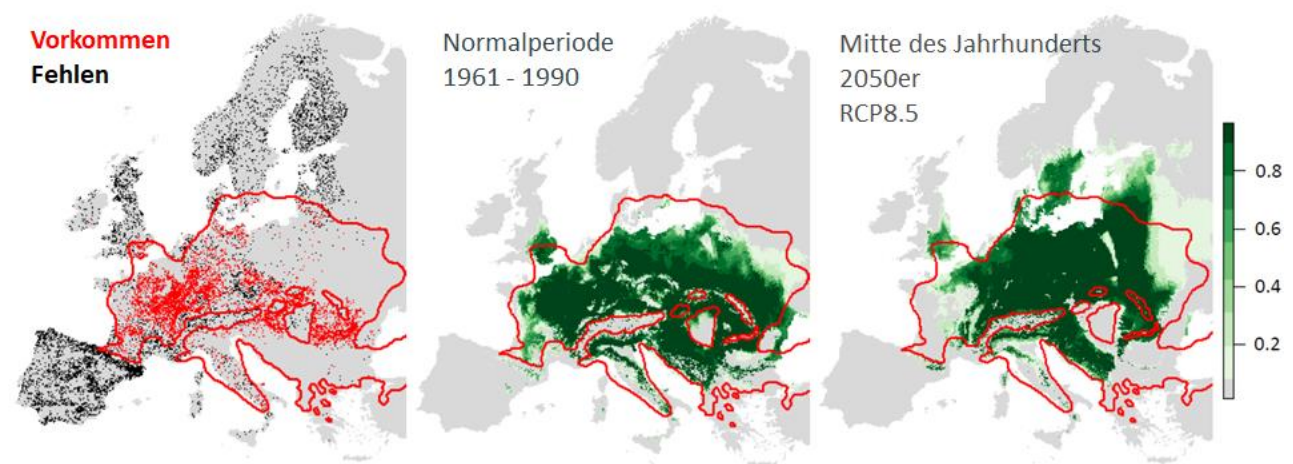 Vorkommen
Fehlen
Normalperiode
1961 - 1990
Mitte des Jahrhunderts
2050er
RCP8.5
0.8
0.6
0.4
0.2